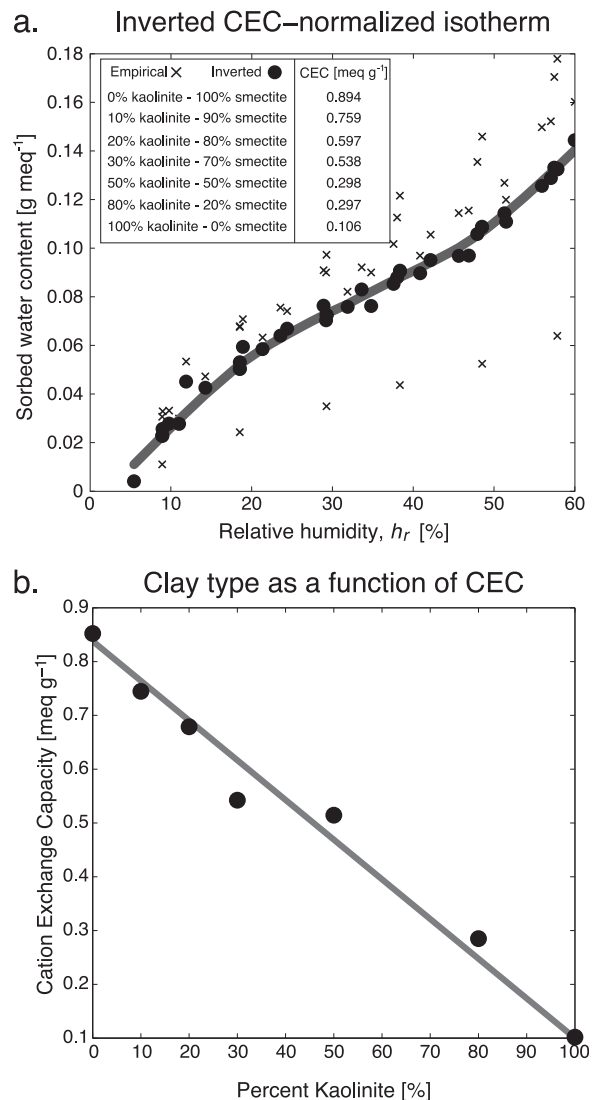 a. Inverted CEC–normalized isotherm
Empirical × Inverted ● CEC [meq g⁻¹]
0% kaolinite - 100% smectite 0.894
10% kaolinite - 90% smectite 0.759
20% kaolinite - 80% smectite 0.597
30% kaolinite - 70% smectite 0.538
50% kaolinite - 50% smectite 0.298
80% kaolinite - 20% smectite 0.297
100% kaolinite - 0% smectite 0.106
Sorbed water content [g meq⁻¹]
0.18
0.16
0.14
0.12
0.10
0.08
0.06
0.04
0.02
0
0 10 20 30 40 50 60
Relative humidity, hr [%]
b. Clay type as a function of CEC
Cation Exchange Capacity [meq g⁻¹]
0.9
0.8
0.7
0.6
0.5
0.4
0.3
0.2
0.1
0 10 20 30 40 50 60 70 80 90 100
Percent Kaolinite [%]